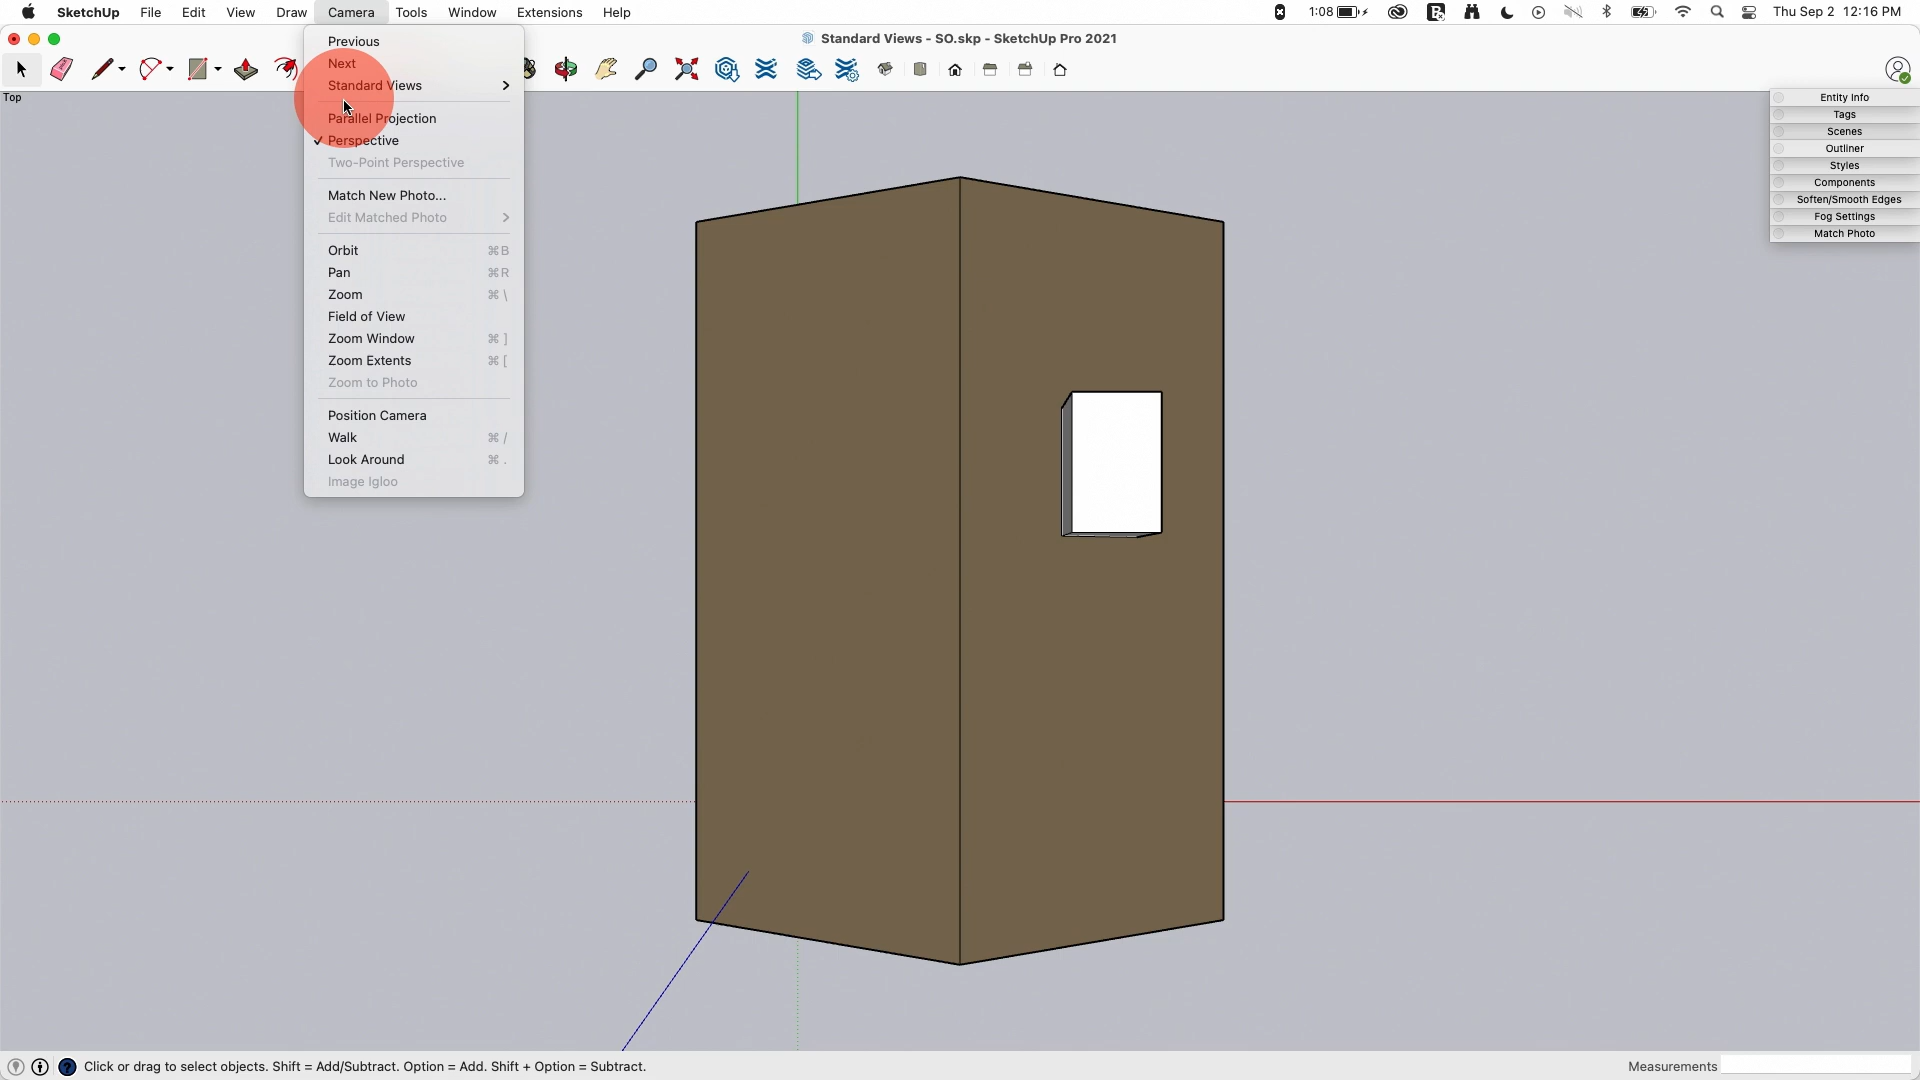 SketchUp File Edit View Draw Camera Tools Window Extensions Help 1:08 Thu Sep 2 12:16 PM
Standard Views - SO.skp - SketchUp Pro 2021
Top
Previous
Next
Standard Views
Parallel Projection
✓ Perspective
Two-Point Perspective
Match New Photo...
Edit Matched Photo
Orbit ⌘B
Pan ⌘R
Zoom ⌘\
Field of View
Zoom Window ⌘]
Zoom Extents ⌘[
Zoom to Photo
Position Camera
Walk ⌘/
Look Around ⌘.
Image Igloo
Entity Info
Tags
Scenes
Outliner
Styles
Components
Soften/Smooth Edges
Fog Settings
Match Photo
Click or drag to select objects. Shift = Add/Subtract. Option = Add. Shift + Option = Subtract.
Measurements